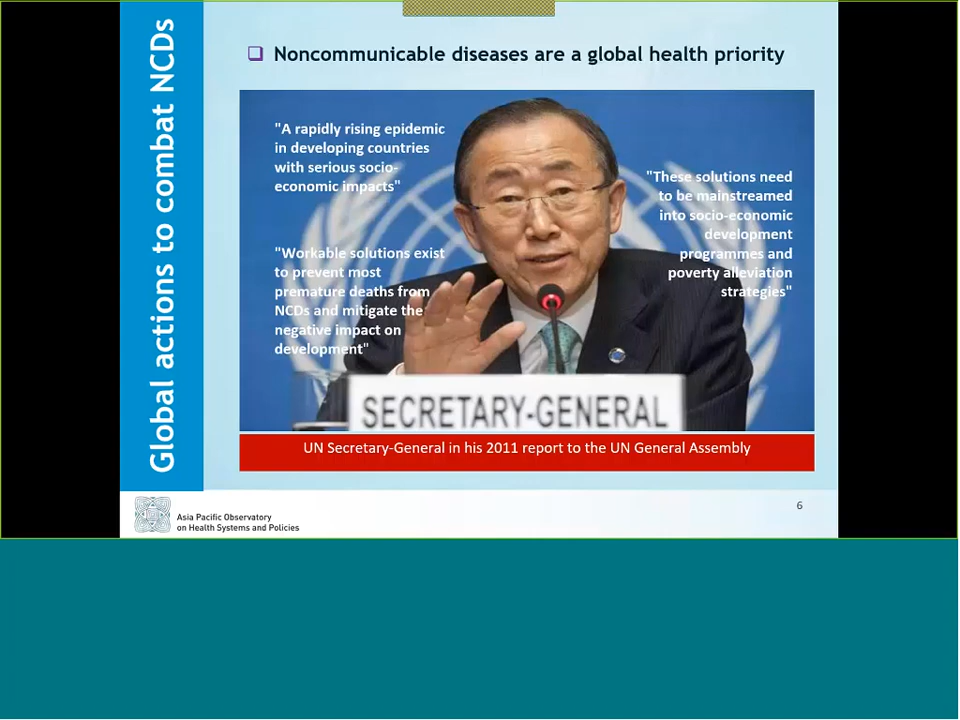 Global actions to combat NCDs
Noncommunicable diseases are a global health priority
"A rapidly rising epidemic
in developing countries
with serious socio-
economic impacts"
"Workable solutions exist
to prevent most
premature deaths from
NCDs and mitigate the
negative impact on
development"
"These solutions need
to be mainstreamed
into socio-economic
development
programmes and
poverty alleviation
strategies"
SECRETARY-GENERAL
UN Secretary-General in his 2011 report to the UN General Assembly
Asia Pacific Observatory
on Health Systems and Policies
6